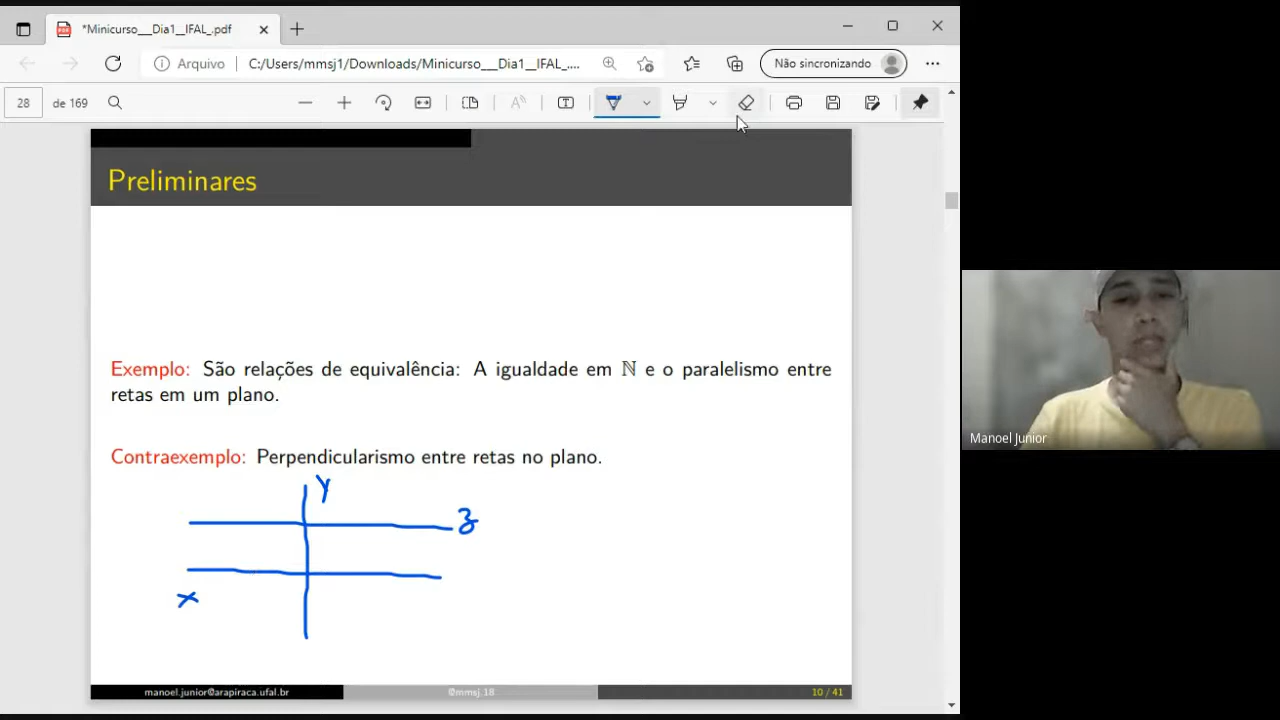 *Minicurso___Dia1__IFAL_.pdf
Arquivo
C:/Users/mmsj1/Downloads/Minicurso___Dia1__IFAL_....
Não sincronizando
28
de 169
Preliminares
Exemplo: São relações de equivalência: A igualdade em ℕ e o paralelismo entre
retas em um plano.
Contraexemplo: Perpendicularismo entre retas no plano.
Y
z
x
manoel.junior@arapiraca.ufal.br
@mmsj.18
10 / 41
Manoel Junior